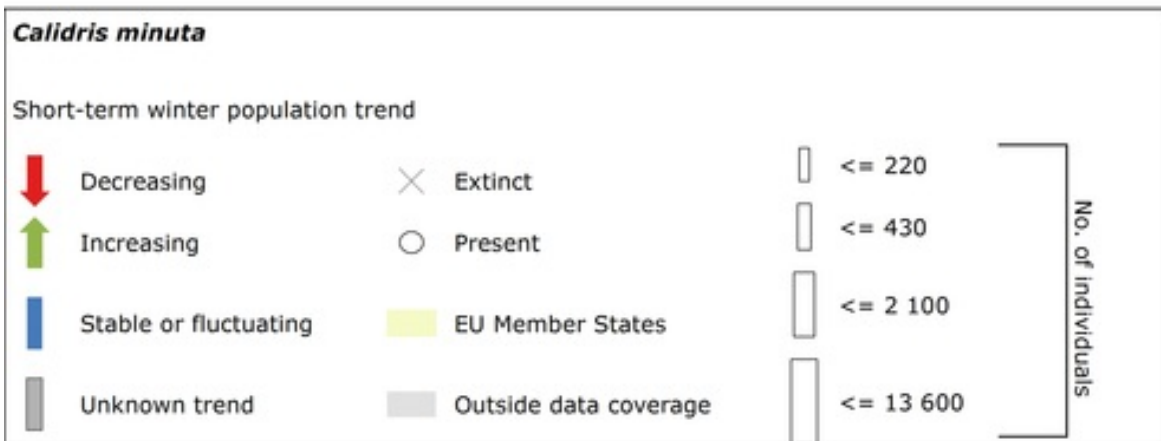 Calidris minuta
Short-term winter population trend
Decreasing
Extinct
<= 220
Increasing
Present
<= 430
Stable or fluctuating
EU Member States
<= 2 100
Unknown trend
Outside data coverage
<= 13 600
No. of individuals